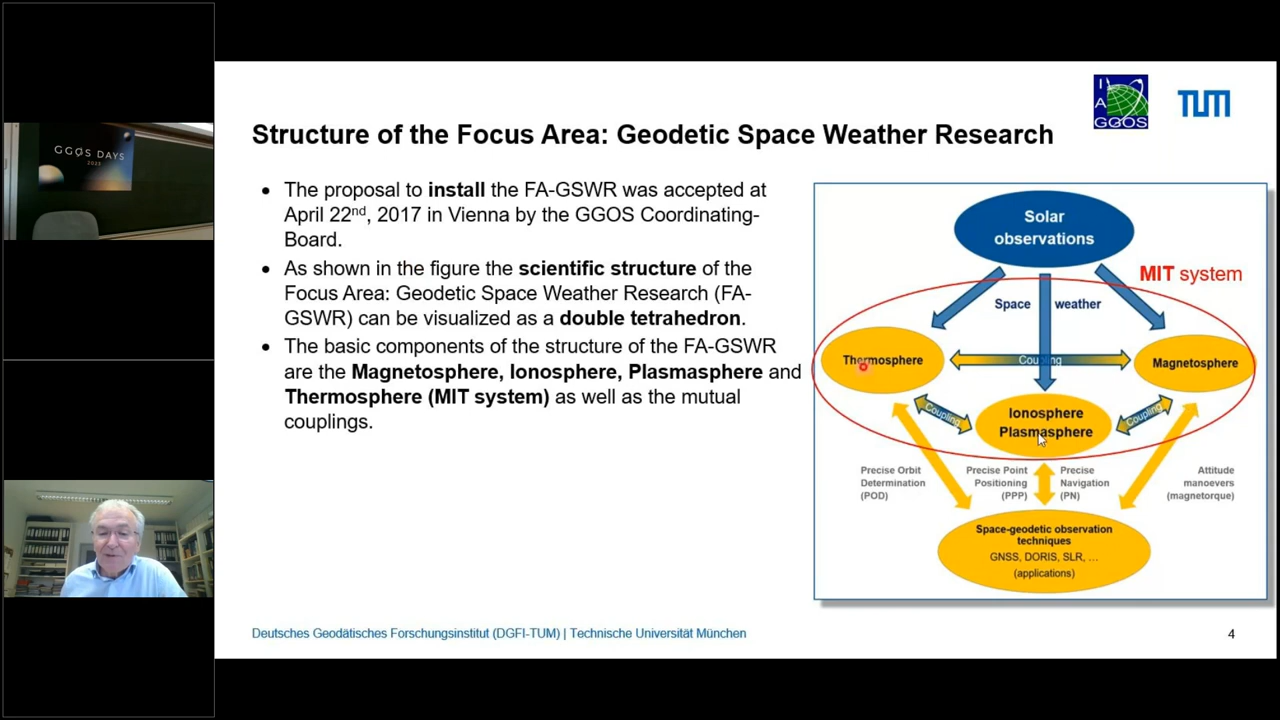 GGOS DAYS
I
A
GGOS
TUM
Structure of the Focus Area: Geodetic Space Weather Research
The proposal to install the FA-GSWR was accepted at
April 22nd, 2017 in Vienna by the GGOS Coordinating-
Board.
As shown in the figure the scientific structure of the
Focus Area: Geodetic Space Weather Research (FA-
GSWR) can be visualized as a double tetrahedron.
The basic components of the structure of the FA-GSWR
are the Magnetosphere, Ionosphere, Plasmasphere and
Thermosphere (MIT system) as well as the mutual
couplings.
Solar
observations
MIT system
Space weather
Thermosphere
Coupling
Magnetosphere
Coupling
Ionosphere
Plasmasphere
Coupling
Precise Orbit
Determination
(POD)
Precise Point
Positioning
(PPP)
Precise
Navigation
(PN)
Attitude
manoevers
(magnetorque)
Space-geodetic observation
techniques
GNSS, DORIS, SLR, ...
(applications)
Deutsches Geodätisches Forschungsinstitut (DGFI-TUM) | Technische Universität München
4